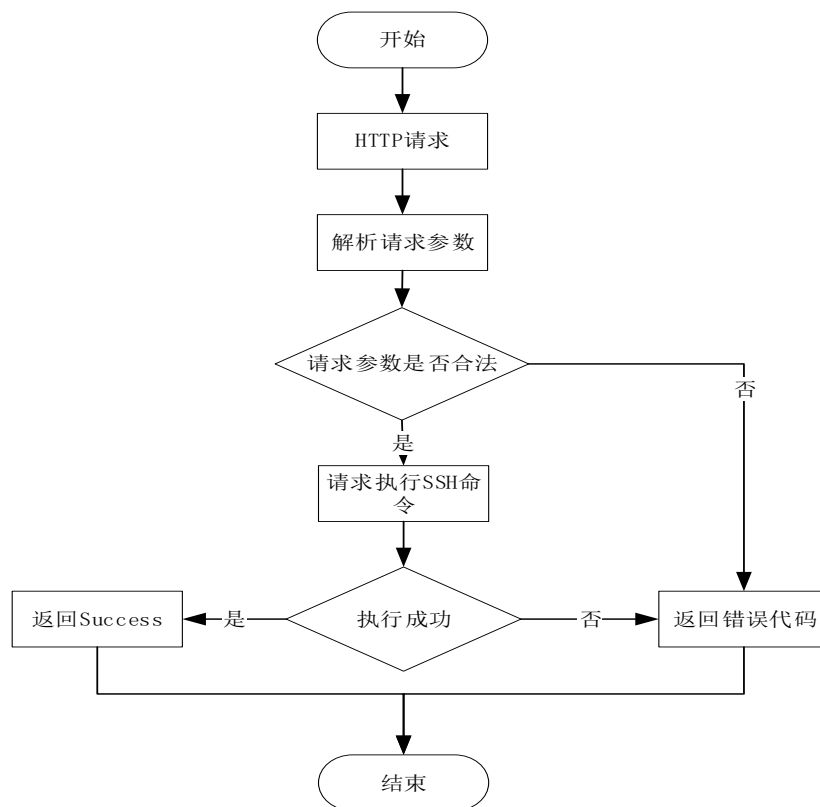 开始
HTTP请求
解析请求参数
请求参数是否合法
否
是
请求执行SSH命
令
返回Success
是
执行成功
否
返回错误代码
结束